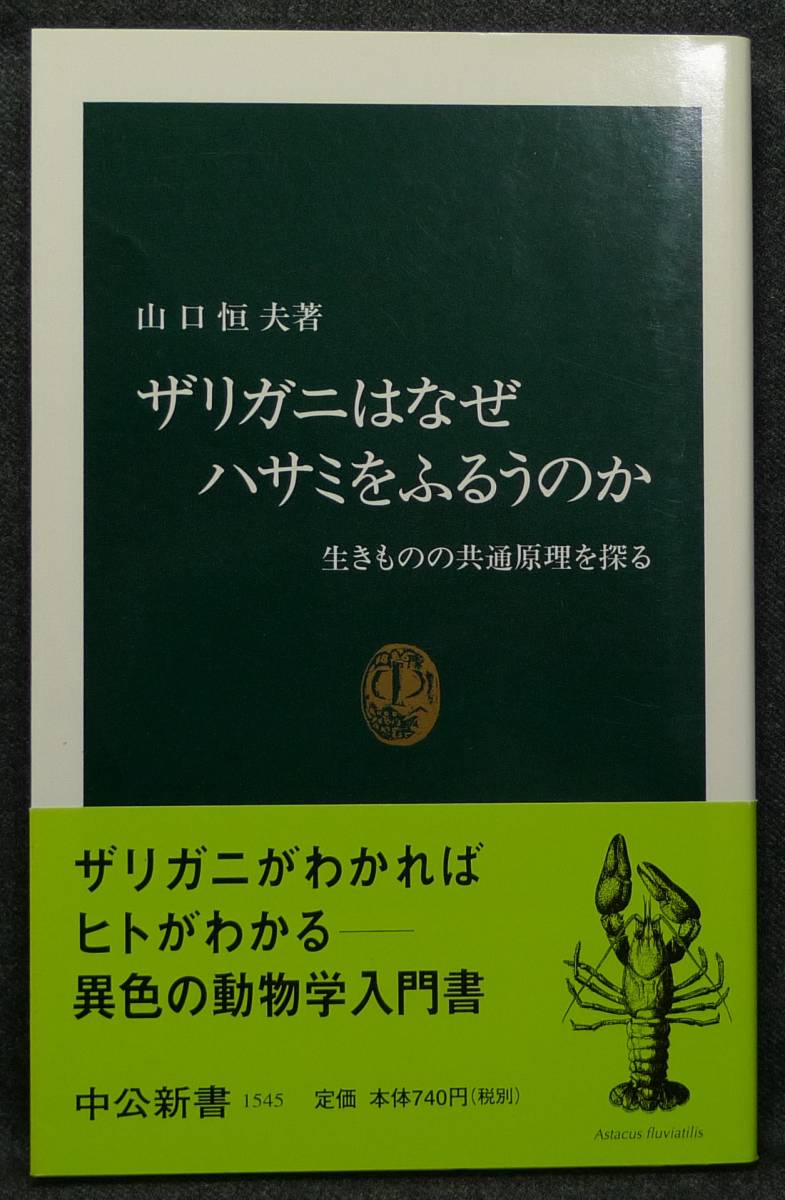 山口恒夫著
ザリガニはなぜ
ハサミをふるうのか
生きものの共通原理を探る
ザリガニがわかれば
ヒトがわかる──
異色の動物学入門書
中公新書 1545 定価 本体740円(税別)
Astacus fluviatilis